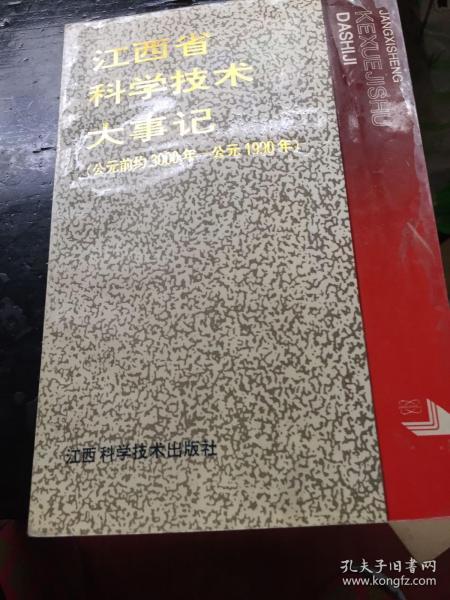 江西省
科学技术
大事记
（公元前约3000年—公元1990年）
JIANGXISHENG
KEXUEJISHU
DASHIJI
江西科学技术出版社
孔夫子旧书网
www.kongfz.com